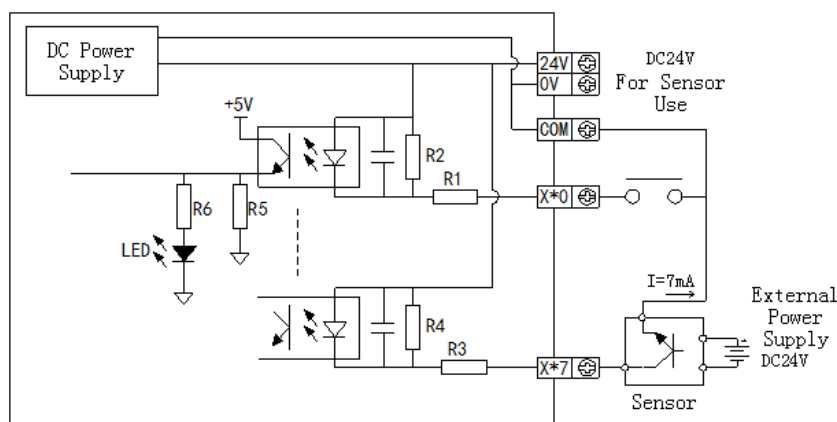 DC Power
Supply
24V
0V
DC24V
For Sensor
Use
+5V
COM
R2
R1
X*0
R6
R5
LED
I=7mA
External
Power
Supply
DC24V
R4
R3
X*7
Sensor